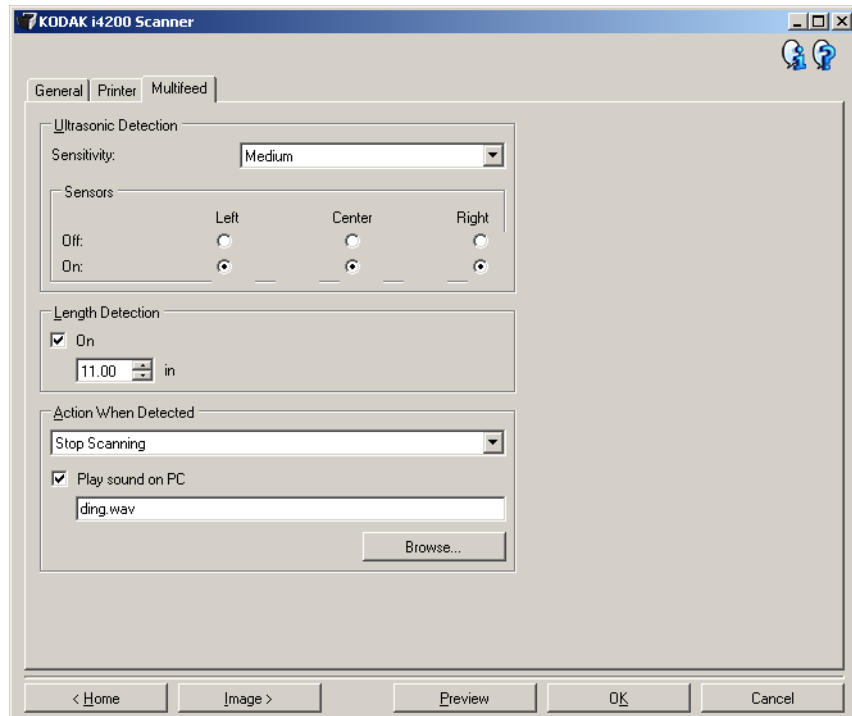 KODAK i4200 Scanner
General Printer Multifeed
Ultrasonic Detection
Sensitivity: Medium
Sensors
Left Center Right
Off:
On:
Length Detection
On
11.00 in
Action When Detected
Stop Scanning
Play sound on PC
ding.wav
Browse...
< Home Image > Preview OK Cancel